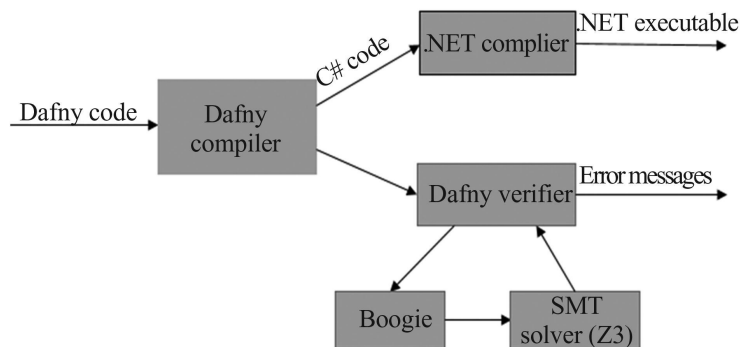 .NET executable
.NET complier
C# code
Dafny code
Dafny
compiler
Error messages
Dafny verifier
Boogie
SMT
solver (Z3)